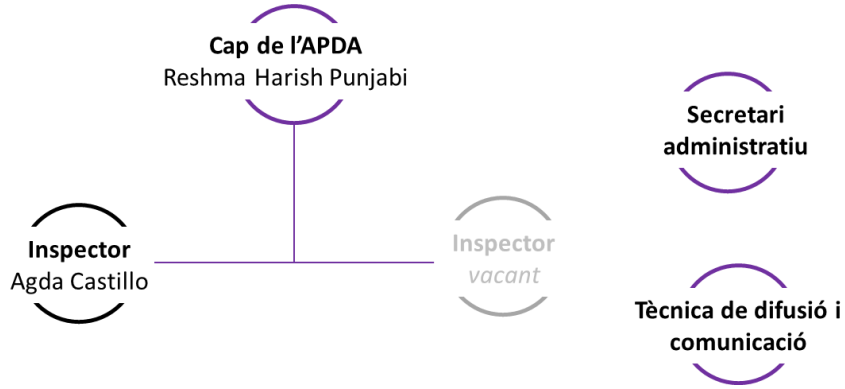 Cap de l’APDA
Reshma Harish Punjabi
Secretari
administratiu
Inspector
Agda Castillo
Inspector
vacant
Tècnica de difusió i
comunicació